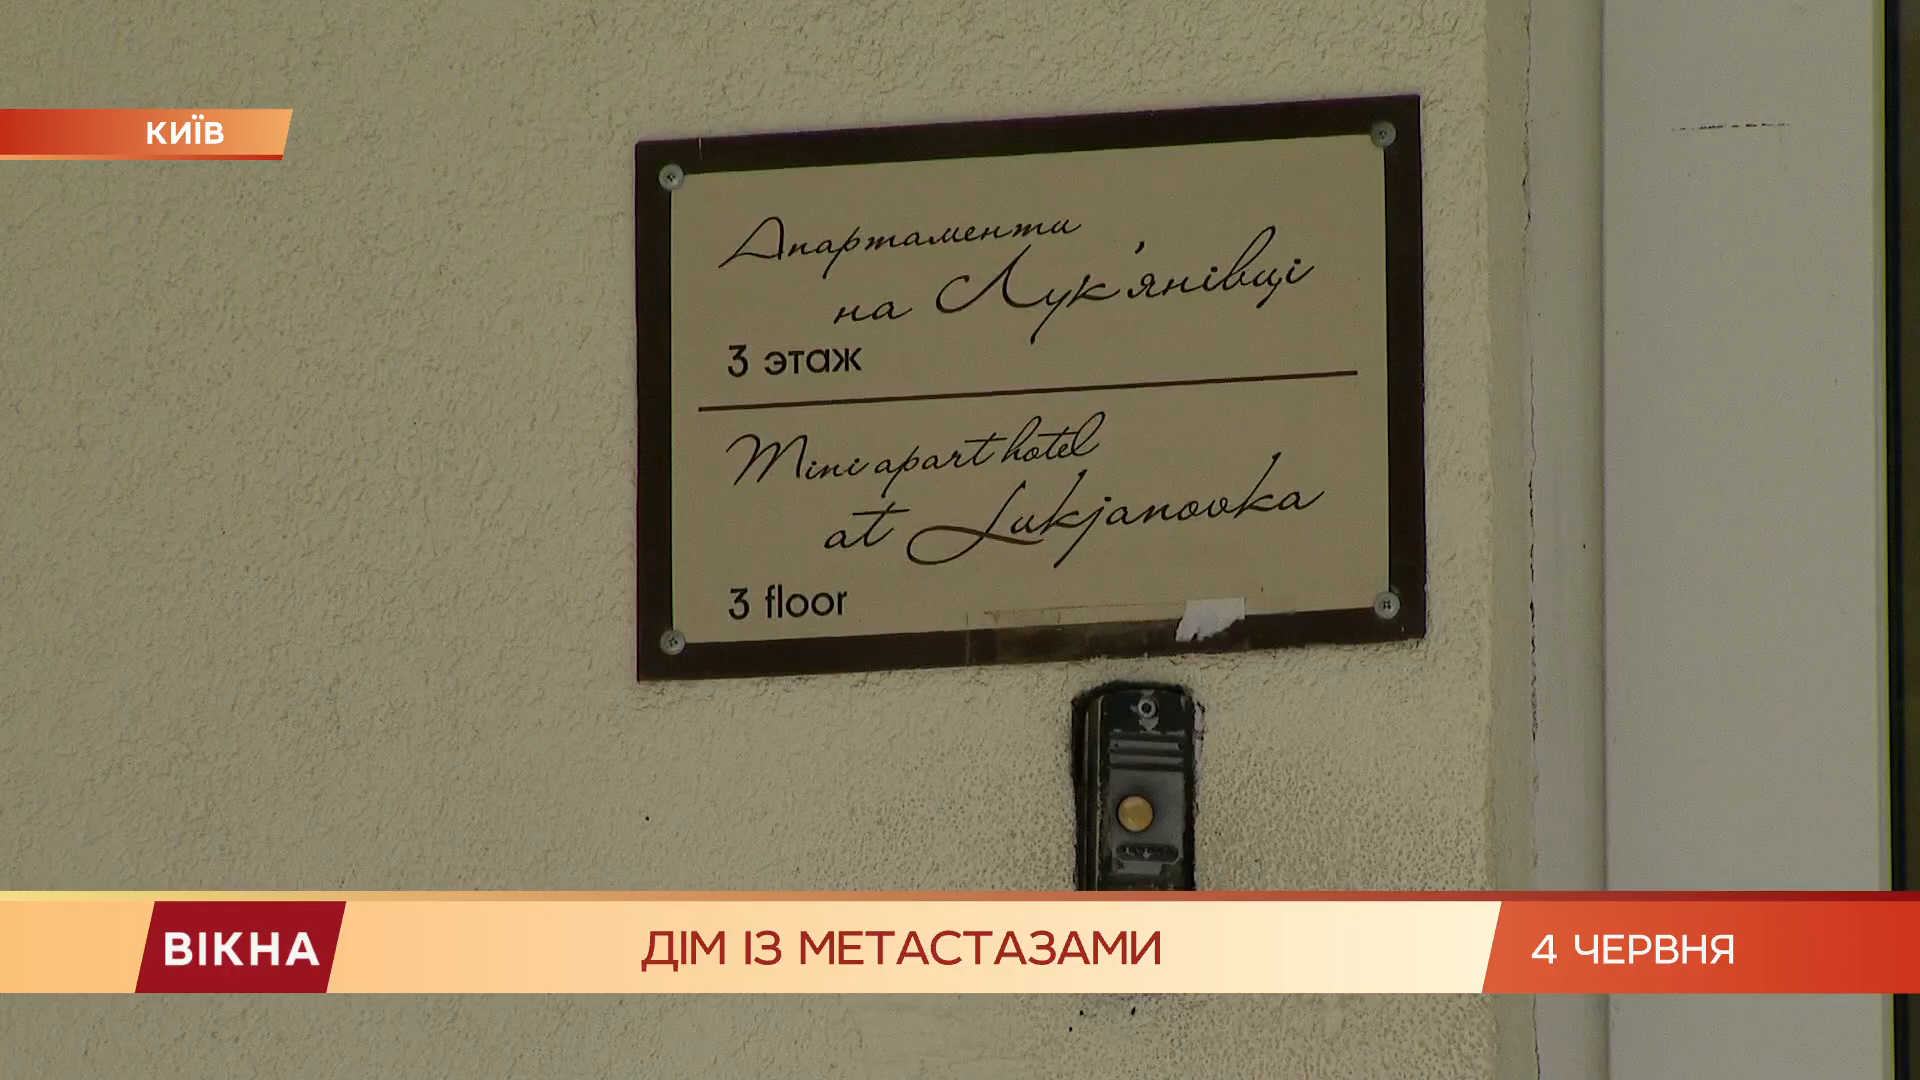 КИЇВ
Апартаменти
на Лук'янівці
3 этаж
Mini apart hotel
at Lukjanovka
3 floor
ВІКНА
ДІМ ІЗ МЕТАСТАЗАМИ
4 ЧЕРВНЯ